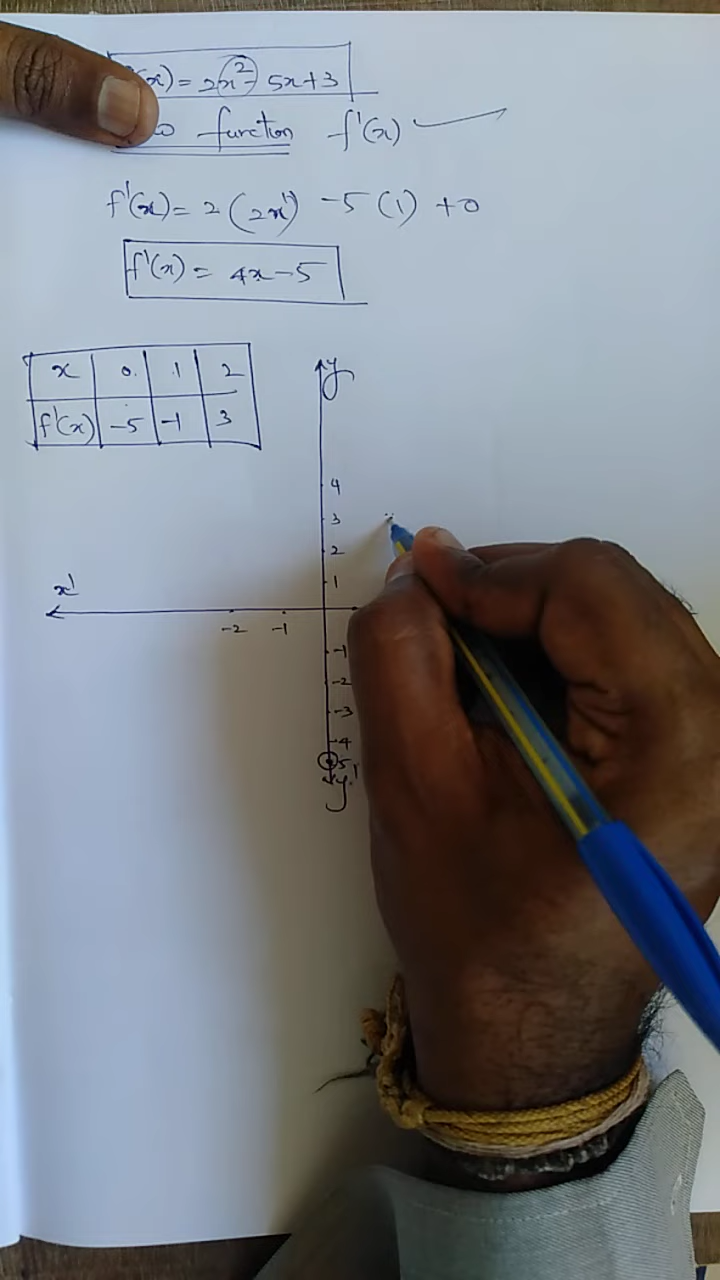 (x) = 2x² - 5x + 3
function f'(x)
f'(x) = 2(2x¹) - 5(1) + 0
f'(x) = 4x - 5
x 0 1 2
f'(x) -5 -1 3
y
4
3
2
1
x'
-2 -1
-1
-2
-3
-4
-5
y'